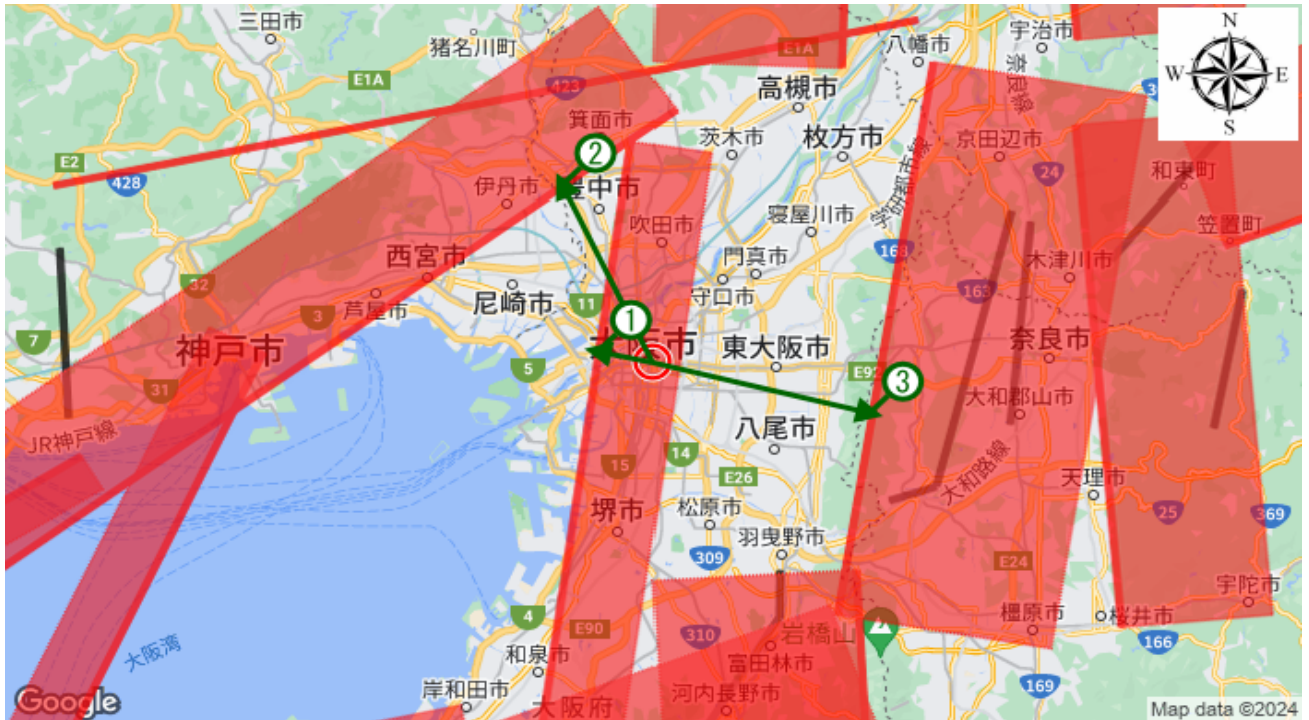 三田市
猪名川町
E1A
八幡市
宇治市
N
W
E
S
E1A
423
高槻市
奈良線
箕面市
②
茨木市
枚方市
学研都市線
京田辺市
24
和束町
E2
428
伊丹市
豊中市
寝屋川市
吹田市
笠置町
163
西宮市
門真市
木津川市
32
芦屋市
尼崎市
11
守口市
163
3
7
神戸市
①
東大阪市
奈良市
5
③
31
大和郡山市
JR神戸線
八尾市
15
14
E26
大和路線
天理市
堺市
松原市
25
369
309
羽曳野市
E24
宇陀市
4
E90
310
岩橋山
橿原市
桜井市
166
大阪湾
和泉市
富田林市
169
岸和田市
大阪府
河内長野市
Google
Map data ©2024